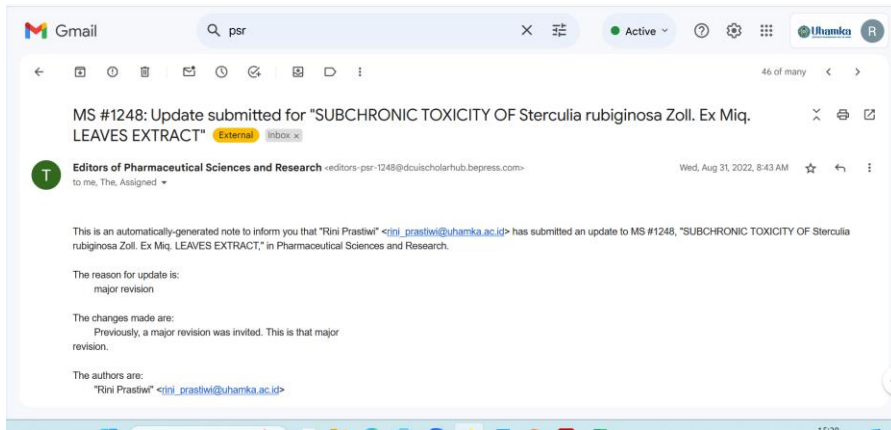 Gmail
psr
Active
Uhamka
R
46 of many
MS #1248: Update submitted for "SUBCHRONIC TOXICITY OF Sterculia rubiginosa Zoll. Ex Miq.
LEAVES EXTRACT" External Inbox x
T
Editors of Pharmaceutical Sciences and Research <editors-psr-1248@dcuischolarhub.bepress.com>
Wed, Aug 31, 2022, 8:43 AM
to me, The, Assigned
This is an automatically-generated note to inform you that "Rini Prastiwi" <rini_prastiwi@uhamka.ac.id> has submitted an update to MS #1248, "SUBCHRONIC TOXICITY OF Sterculia
rubiginosa Zoll. Ex Miq. LEAVES EXTRACT," in Pharmaceutical Sciences and Research.
The reason for update is:
major revision
The changes made are:
Previously, a major revision was invited. This is that major
revision.
The authors are:
"Rini Prastiwi" <rini_prastiwi@uhamka.ac.id>